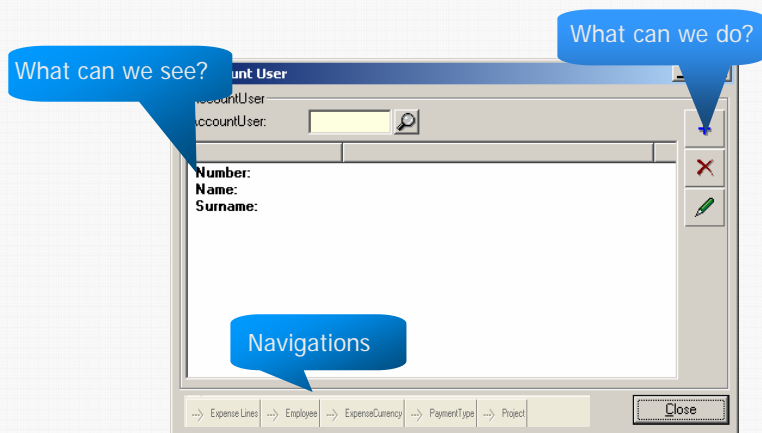 What can we do?
What can we see?
unt User
AccountUser
AccountUser:
Number:
Name:
Surname:
Navigations
---> Expense Lines ---> Employee ---> ExpenseCurrency ---> PaymentType ---> Project
Close